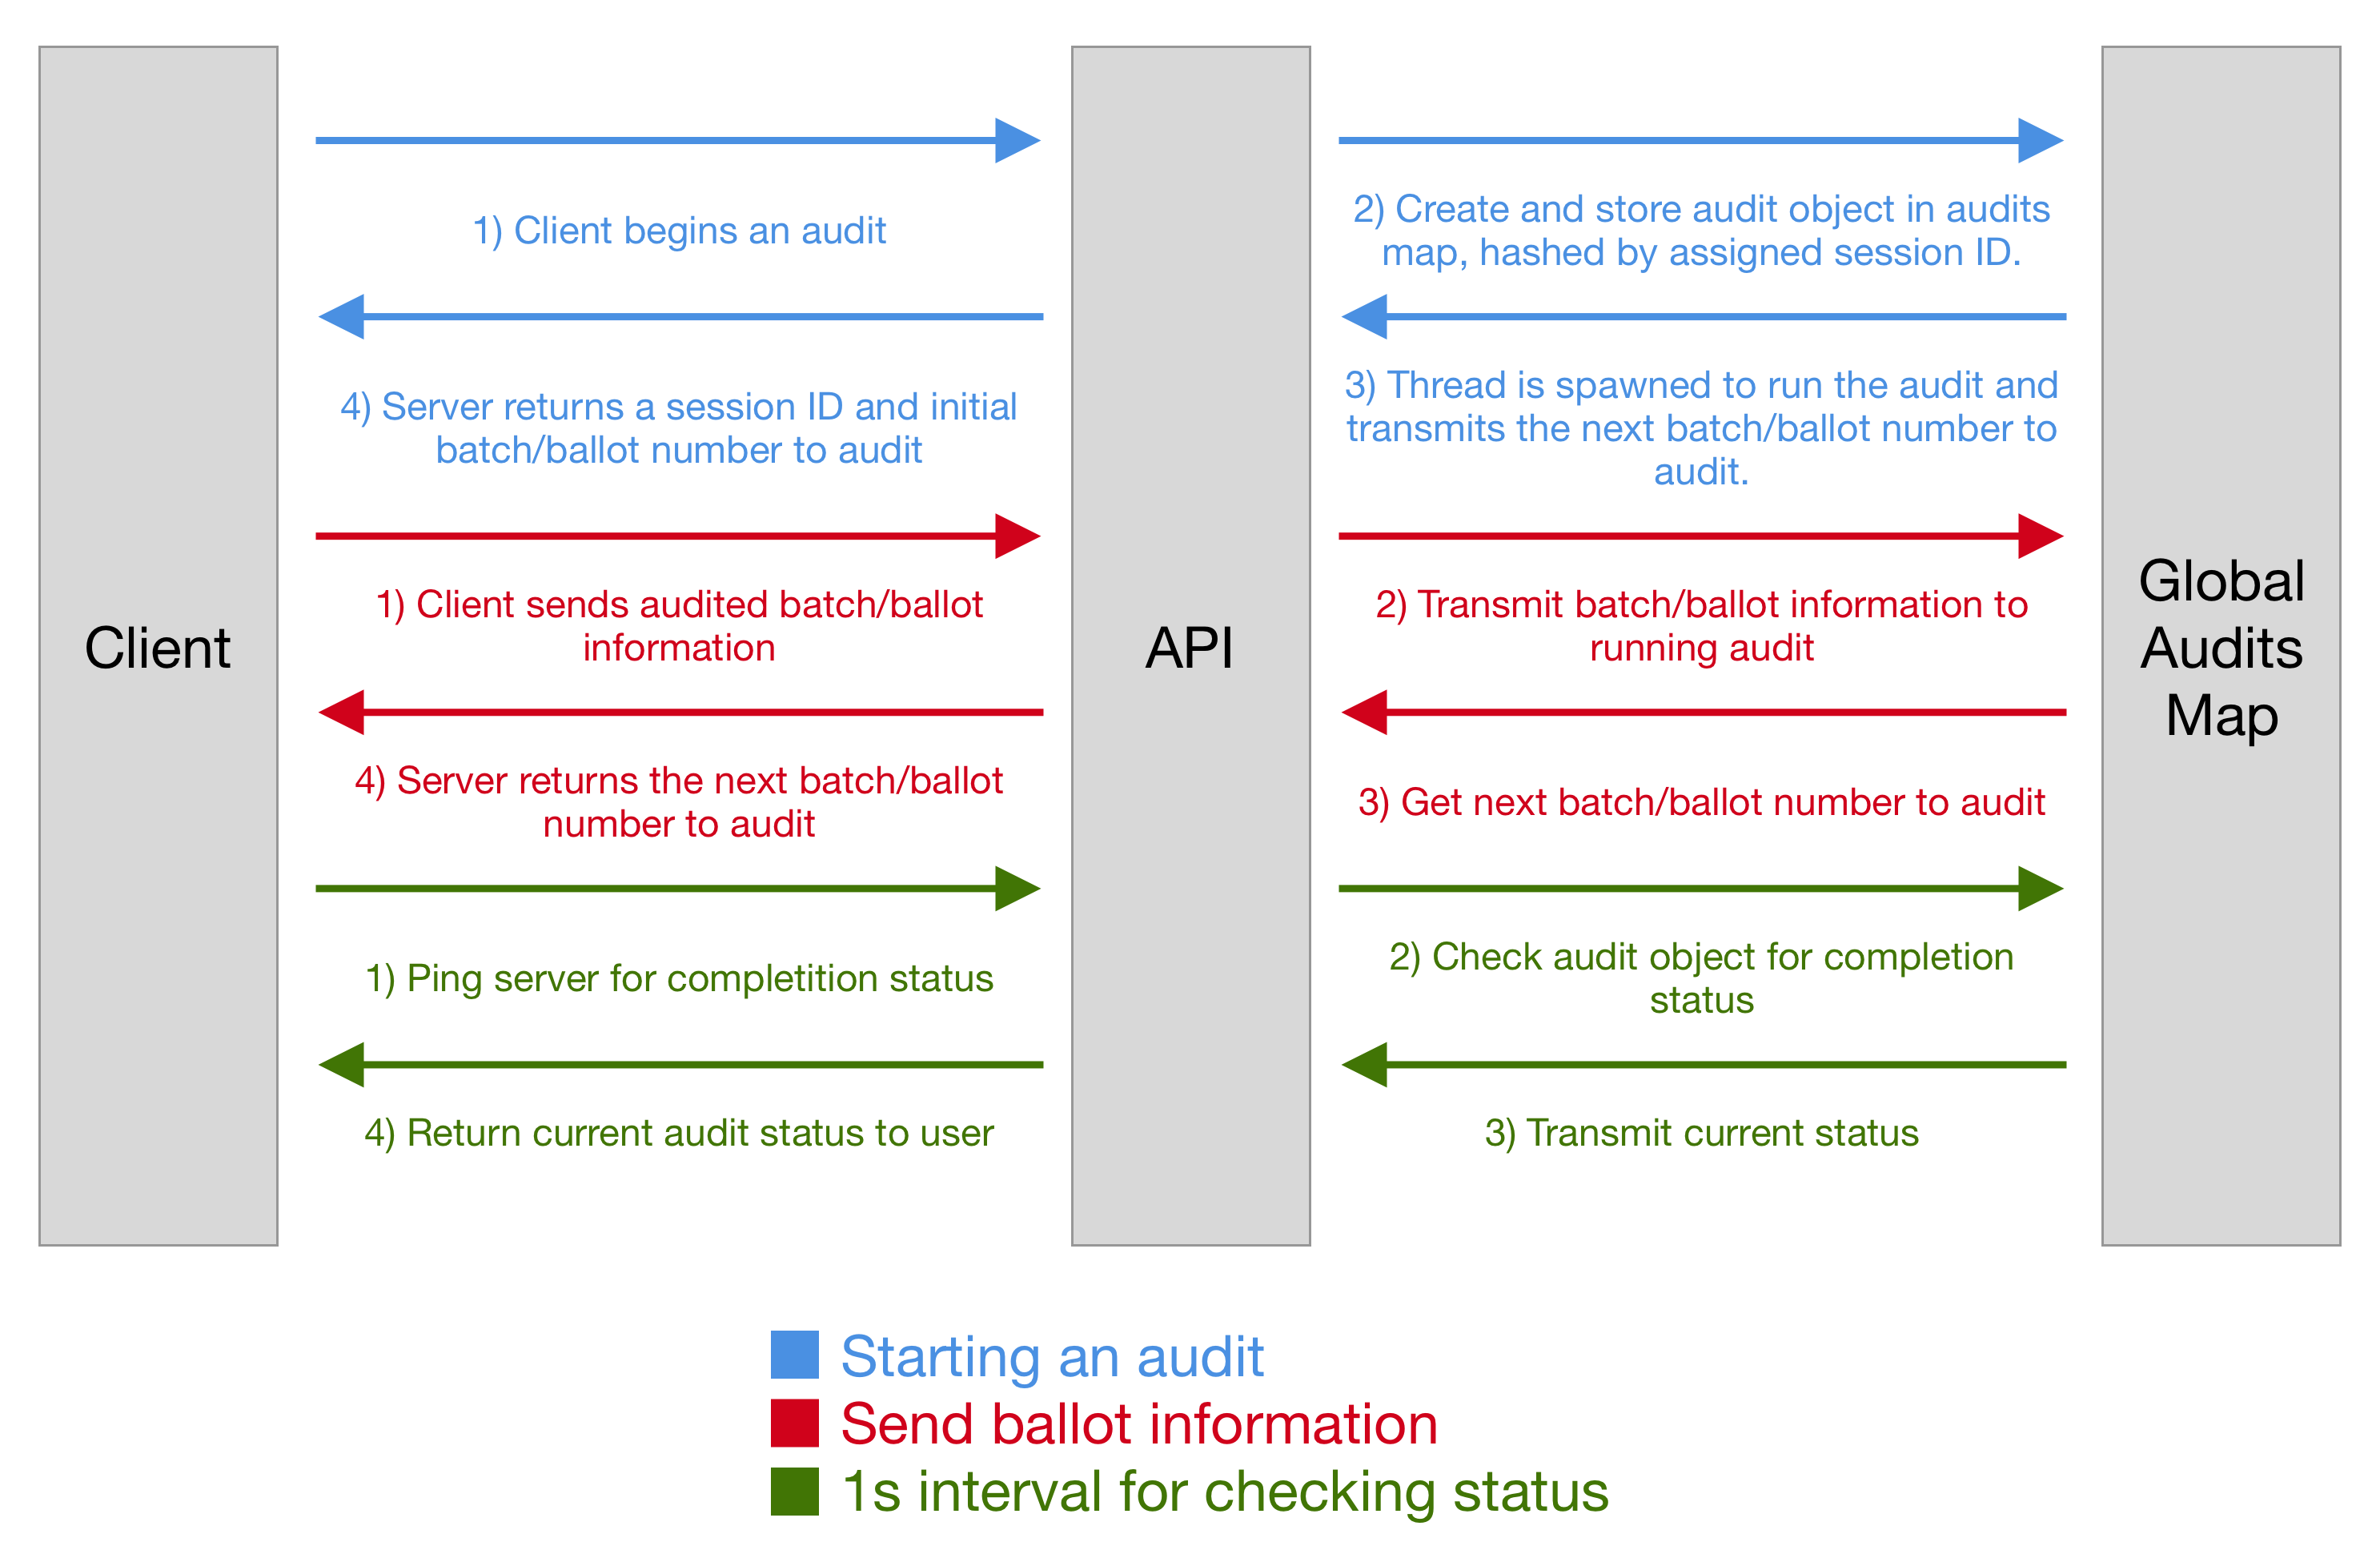 Client
API
Global
Audits
Map
1) Client begins an audit
2) Create and store audit object in audits
map, hashed by assigned session ID.
4) Server returns a session ID and initial
batch/ballot number to audit
3) Thread is spawned to run the audit and
transmits the next batch/ballot number to
audit.
1) Client sends audited batch/ballot
information
2) Transmit batch/ballot information to
running audit
4) Server returns the next batch/ballot
number to audit
3) Get next batch/ballot number to audit
1) Ping server for completition status
2) Check audit object for completion
status
4) Return current audit status to user
3) Transmit current status
Starting an audit
Send ballot information
1s interval for checking status